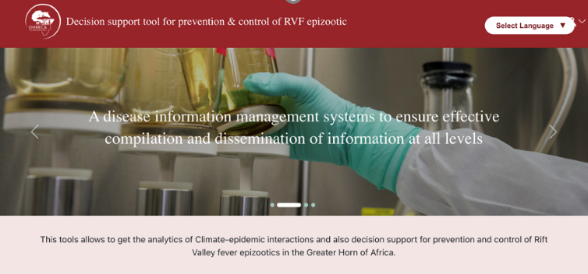 Decision support tool for prevention & control of RVF epizootic
Select Language ▼
A disease information management systems to ensure effective
compilation and dissemination of information at all levels
This tools allows to get the analytics of Climate-epidemic interactions and also decision support for prevention and control of Rift
Valley fever epizootics in the Greater Horn of Africa.